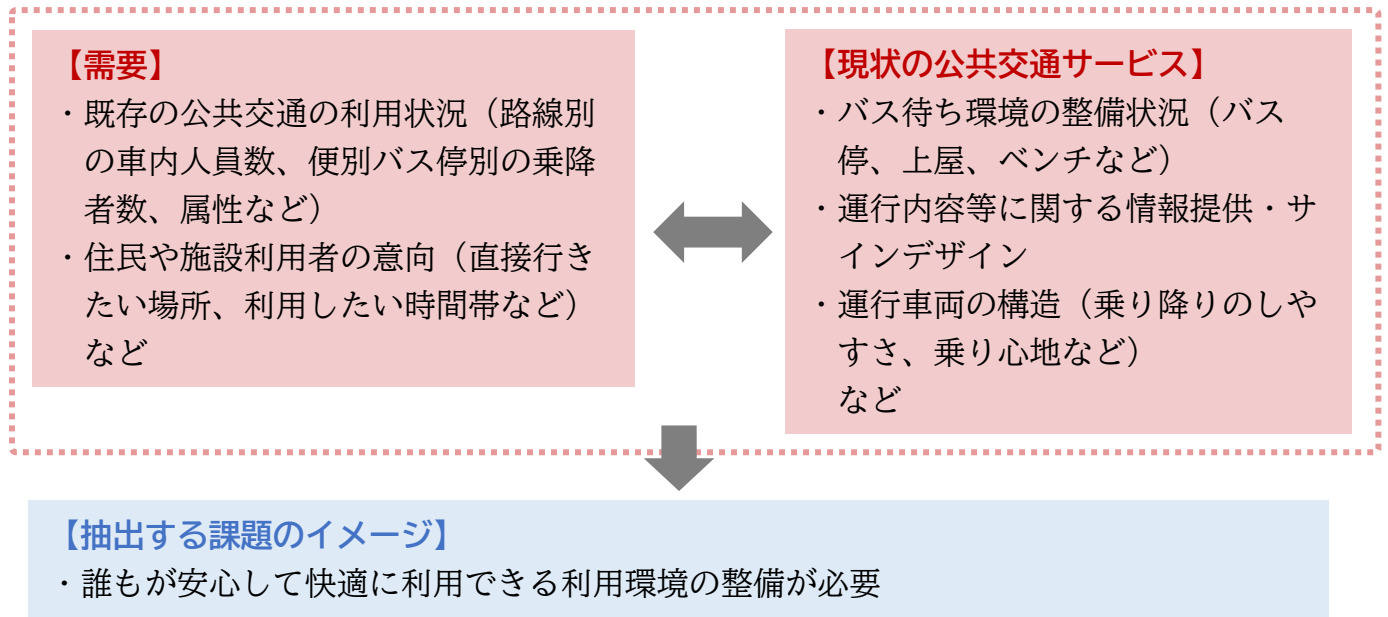 【需要】
・既存の公共交通の利用状況（路線別
の車内人員数、便別バス停別の乗降
者数、属性など）
・住民や施設利用者の意向（直接行き
たい場所、利用したい時間帯など）
など
【現状の公共交通サービス】
・バス待ち環境の整備状況（バス
停、上屋、ベンチなど）
・運行内容等に関する情報提供・サ
インデザイン
・運行車両の構造（乗り降りのしや
すさ、乗り心地など）
など
【抽出する課題のイメージ】
・誰もが安心して快適に利用できる利用環境の整備が必要